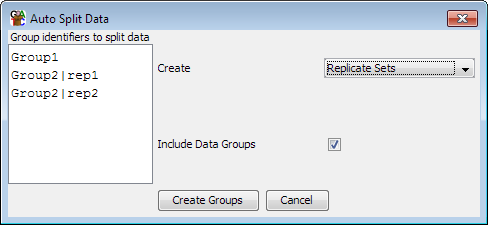 Auto Split Data
Group identifiers to split data
Group1
Group2|rep1
Group2|rep2
Create
Replicate Sets
Include Data Groups
Create Groups
Cancel